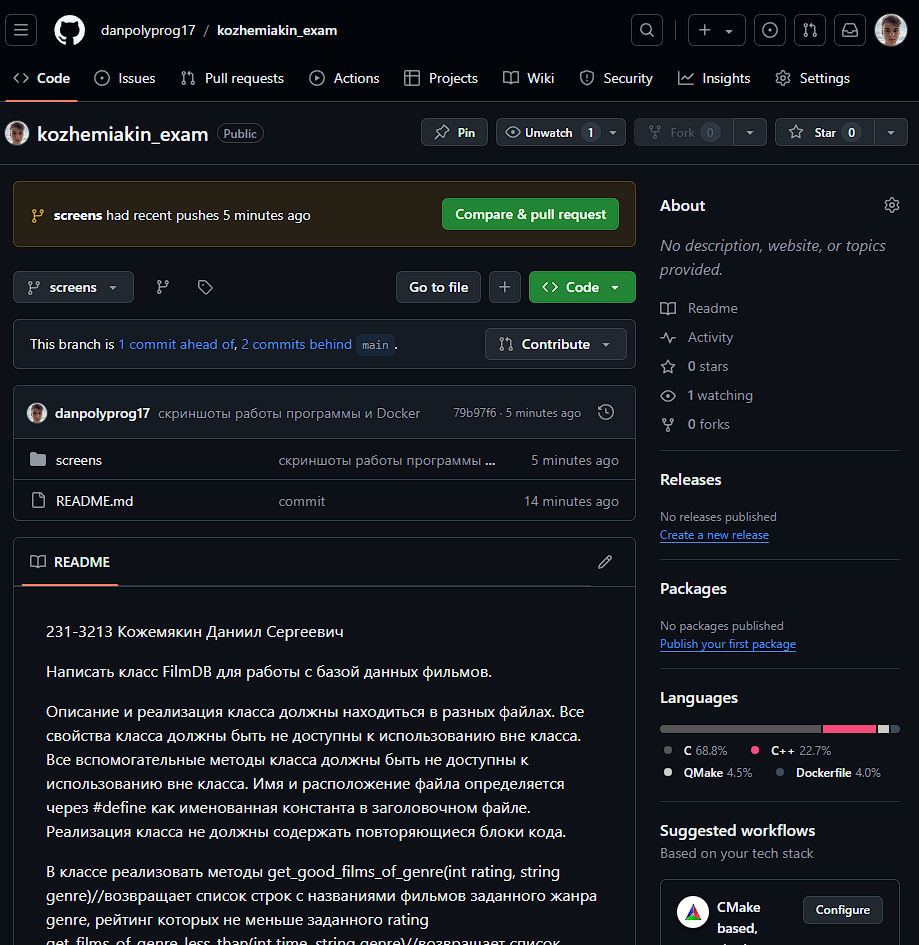 danpolyprog17 / kozhemiakin_exam
Code Issues Pull requests Actions Projects Wiki Security Insights Settings
kozhemiakin_exam Public Pin Unwatch 1 Fork 0 Star 0
screens had recent pushes 5 minutes ago Compare & pull request
screens Go to file Code
This branch is 1 commit ahead of, 2 commits behind main . Contribute
danpolyprog17 скриншоты работы программы и Docker 79b97f6 · 5 minutes ago
screens скриншоты работы программы ... 5 minutes ago
README.md commit 14 minutes ago
README
231-3213 Кожемякин Даниил Сергеевич
Написать класс FilmDB для работы с базой данных фильмов.
Описание и реализация класса должны находиться в разных файлах. Все
свойства класса должны быть не доступны к использованию вне класса.
Все вспомогательные методы класса должны быть не доступны к
использованию вне класса. Имя и расположение файла определяется
через #define как именованная константа в заголовочном файле.
Реализация класса не должны содержать повторяющиеся блоки кода.
В классе реализовать методы get_good_films_of_genre(int rating, string
genre)//возвращает список строк с названиями фильмов заданного жанра
genre, рейтинг которых не меньше заданного rating
get_films_of_genre_less_than(int time, string genre)//возвращает список
About
No description, website, or topics
provided.
Readme
Activity
0 stars
1 watching
0 forks
Releases
No releases published
Create a new release
Packages
No packages published
Publish your first package
Languages
C 68.8% C++ 22.7%
QMake 4.5% Dockerfile 4.0%
Suggested workflows
Based on your tech stack
CMake Configure
based,